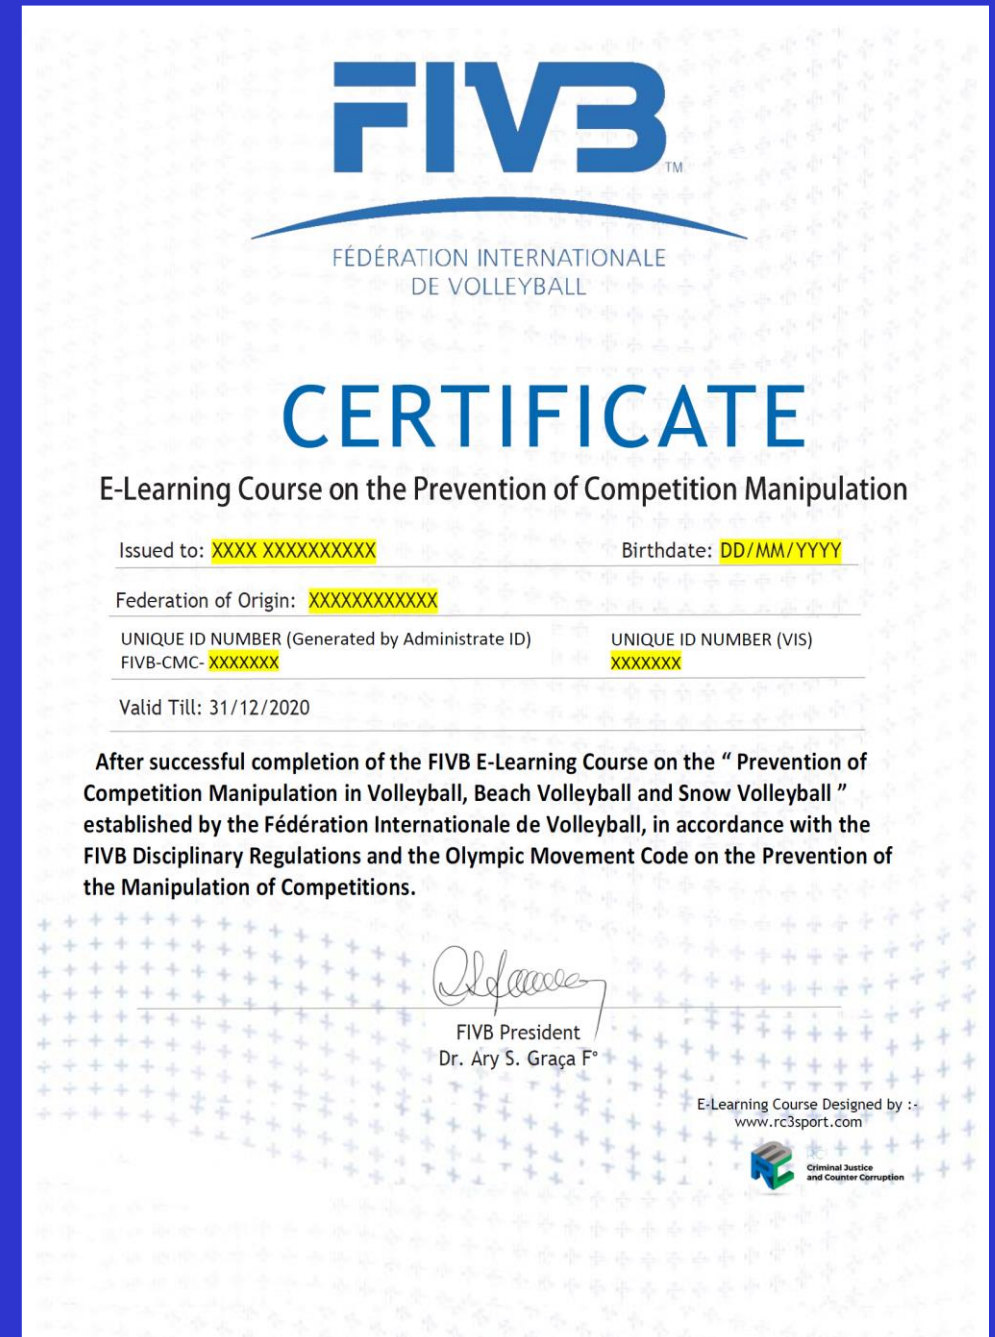 FIVB TM
FÉDÉRATION INTERNATIONALE
DE VOLLEYBALL
CERTIFICATE
E-Learning Course on the Prevention of Competition Manipulation
Issued to: XXXX XXXXXXXXXX Birthdate: DD/MM/YYYY
Federation of Origin: XXXXXXXXXXXX
UNIQUE ID NUMBER (Generated by Administrate ID) UNIQUE ID NUMBER (VIS)
FIVB-CMC- XXXXXXX XXXXXXX
Valid Till: 31/12/2020
After successful completion of the FIVB E-Learning Course on the “ Prevention of
Competition Manipulation in Volleyball, Beach Volleyball and Snow Volleyball ”
established by the Fédération Internationale de Volleyball, in accordance with the
FIVB Disciplinary Regulations and the Olympic Movement Code on the Prevention of
the Manipulation of Competitions.
FIVB President
Dr. Ary S. Graça F°
E-Learning Course Designed by :-
www.rc3sport.com
Criminal Justice
and Counter Corruption